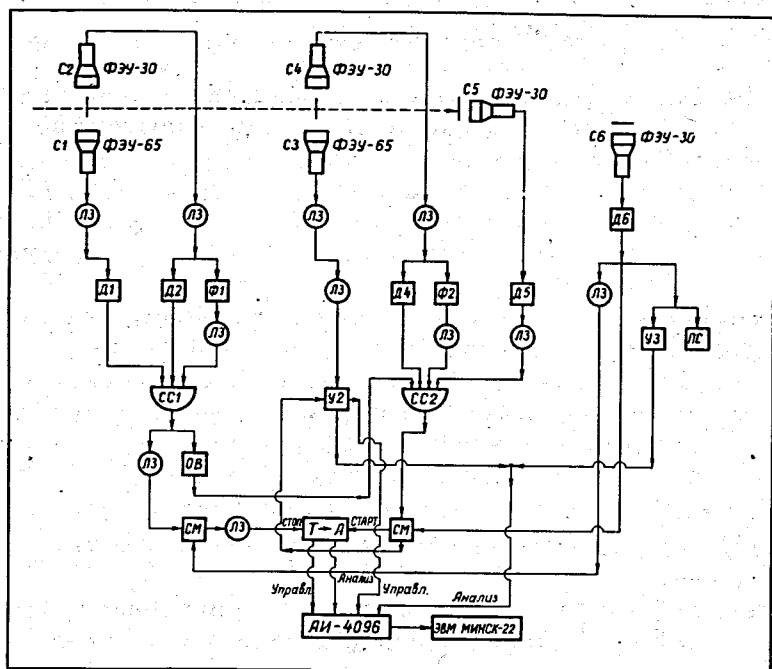 С2 ФЭУ-30 С4 ФЭУ-30
С5 ФЭУ-30
С1 ФЭУ-65 С3 ФЭУ-65 С6 ФЭУ-30
ЛЗ ЛЗ ЛЗ ЛЗ Д6
Д1 Д2 Ф1 ЛЗ Д4 Ф2 Д5 ЛЗ
ЛЗ ЛЗ ЛЗ У3 ПС
СС1 У2 СС2
ЛЗ ОВ
СМ ЛЗ СТОП Т→А СТАРТ СМ
Управл. Анализ Управл. Анализ
АИ-4096 ЭВМ МИНСК-22